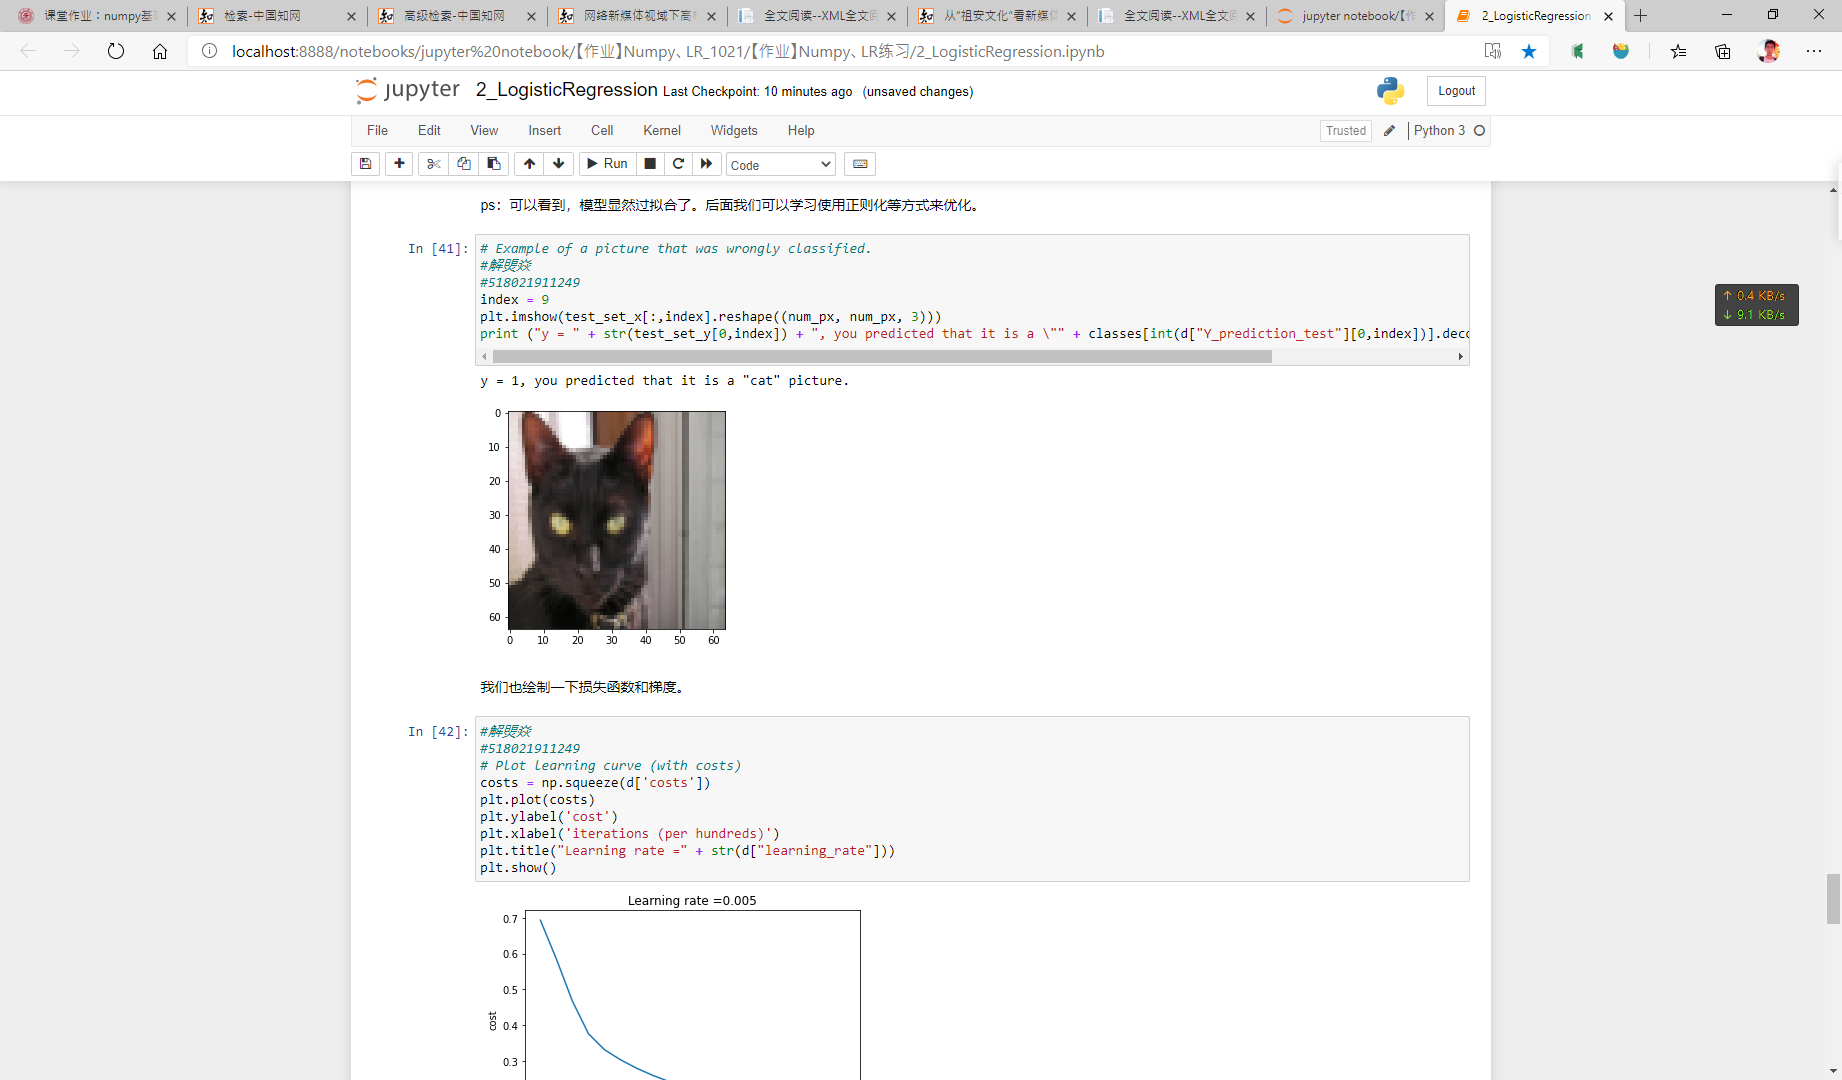 课堂作业：numpy基
检索-中国知网
高级检索-中国知网
网络新媒体视域下高校
全文阅读--XML全文阅
从"祖安文化"看新媒体
全文阅读--XML全文阅
jupyter notebook/【作
2_LogisticRegression
localhost:8888/notebooks/jupyter%20notebook/【作业】Numpy、LR_1021/【作业】Numpy、LR练习/2_LogisticRegression.ipynb
jupyter 2_LogisticRegression Last Checkpoint: 10 minutes ago (unsaved changes)
Logout
File Edit View Insert Cell Kernel Widgets Help
Trusted Python 3
Run Code
ps：可以看到，模型显然过拟合了。后面我们可以学习使用正则化等方式来优化。
In [41]:
# Example of a picture that was wrongly classified.
#518021911249
index = 9
plt.imshow(test_set_x[:,index].reshape((num_px, num_px, 3)))
print ("y = " + str(test_set_y[0,index]) + ", you predicted that it is a \"" + classes[int(d["Y_prediction_test"][0,index])].deco
y = 1, you predicted that it is a "cat" picture.
0
10
20
30
40
50
60
0 10 20 30 40 50 60
我们也绘制一下损失函数和梯度。
In [42]:
#518021911249
# Plot learning curve (with costs)
costs = np.squeeze(d['costs'])
plt.plot(costs)
plt.ylabel('cost')
plt.xlabel('iterations (per hundreds)')
plt.title("Learning rate =" + str(d["learning_rate"]))
plt.show()
Learning rate =0.005
0.7
0.6
0.5
0.4
0.3
cost
↑ 0.4 KB/s
↓ 9.1 KB/s